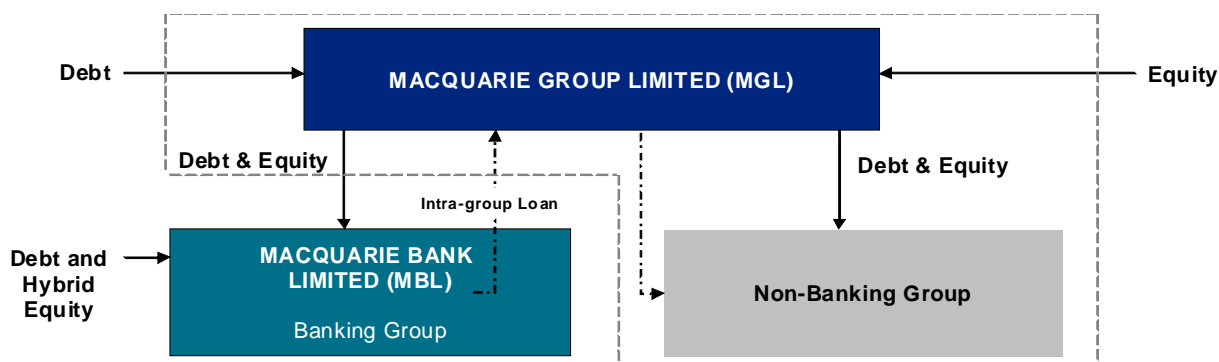 Debt
MACQUARIE GROUP LIMITED (MGL)
Equity
Debt & Equity
Debt & Equity
Intra-group Loan
Debt and
Hybrid
Equity
MACQUARIE BANK
LIMITED (MBL)
Banking Group
Non-Banking Group